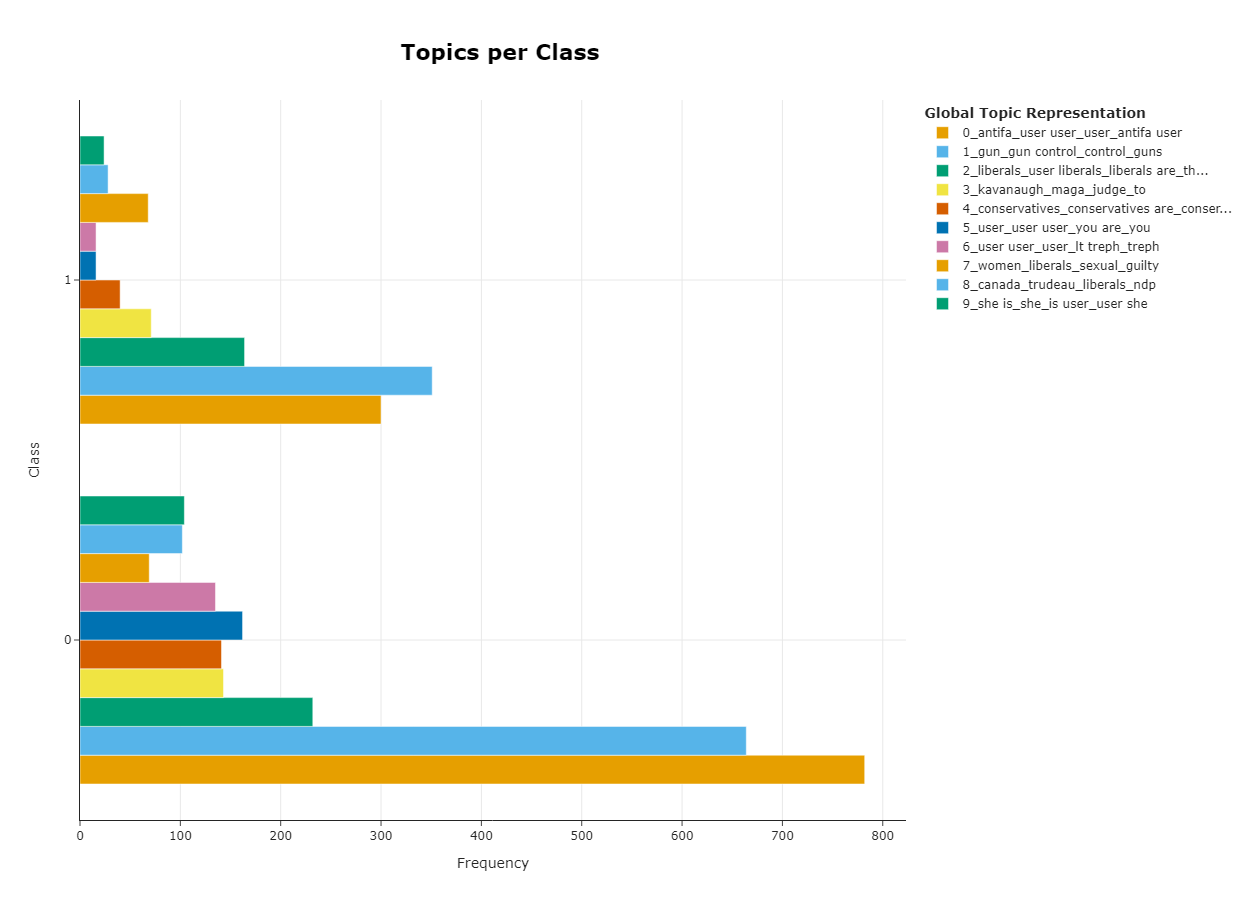 Topics per Class
Global Topic Representation
0_antifa_user user_user_antifa user
1_gun_gun control_control_guns
2_liberals_user liberals_liberals are_th...
3_kavanaugh_maga_judge_to
4_conservatives_conservatives are_conser...
5_user_user user_you are_you
6_user user_user_lt treph_treph
7_women_liberals_sexual_guilty
8_canada_trudeau_liberals_ndp
9_she is_she_is user_user she
1
Class
0
0 100 200 300 400 500 600 700 800
Frequency